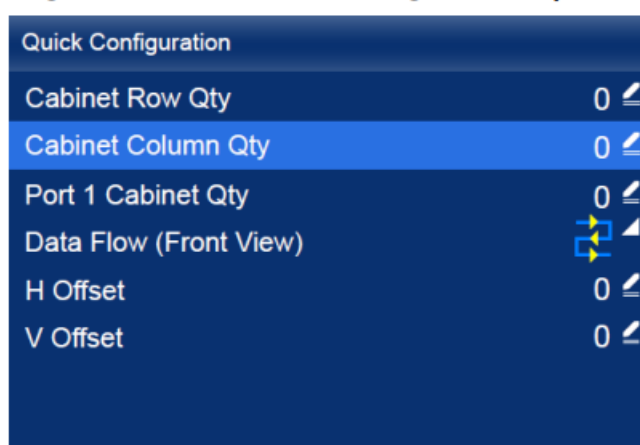 Quick Configuration
Cabinet Row Qty 0
Cabinet Column Qty 0
Port 1 Cabinet Qty 0
Data Flow (Front View)
H Offset 0
V Offset 0